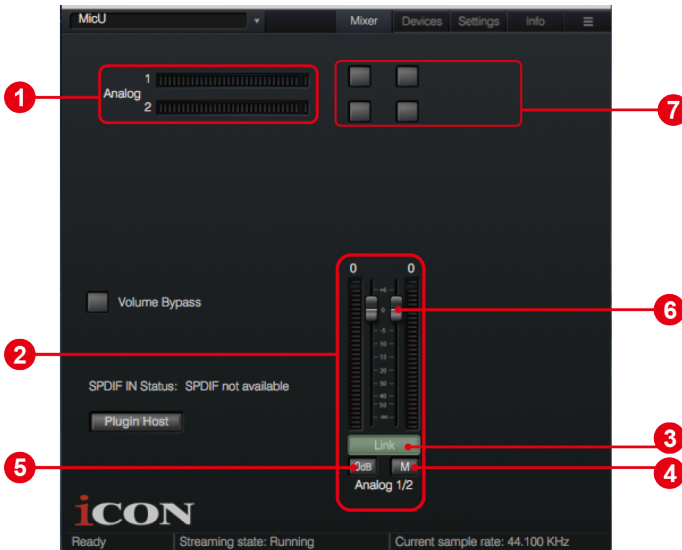 MicU Mixer Devices Settings Info
1
Analog
2
1
7
0 0
+6
0
-5
-10
-15
-20
-30
-40
-50
-∞
6
Volume Bypass
2
SPDIF IN Status: SPDIF not available
Plugin Host
Link
3
0dB M
5
4
Analog 1/2
iCON
Ready Streaming state: Running Current sample rate: 44.100 KHz